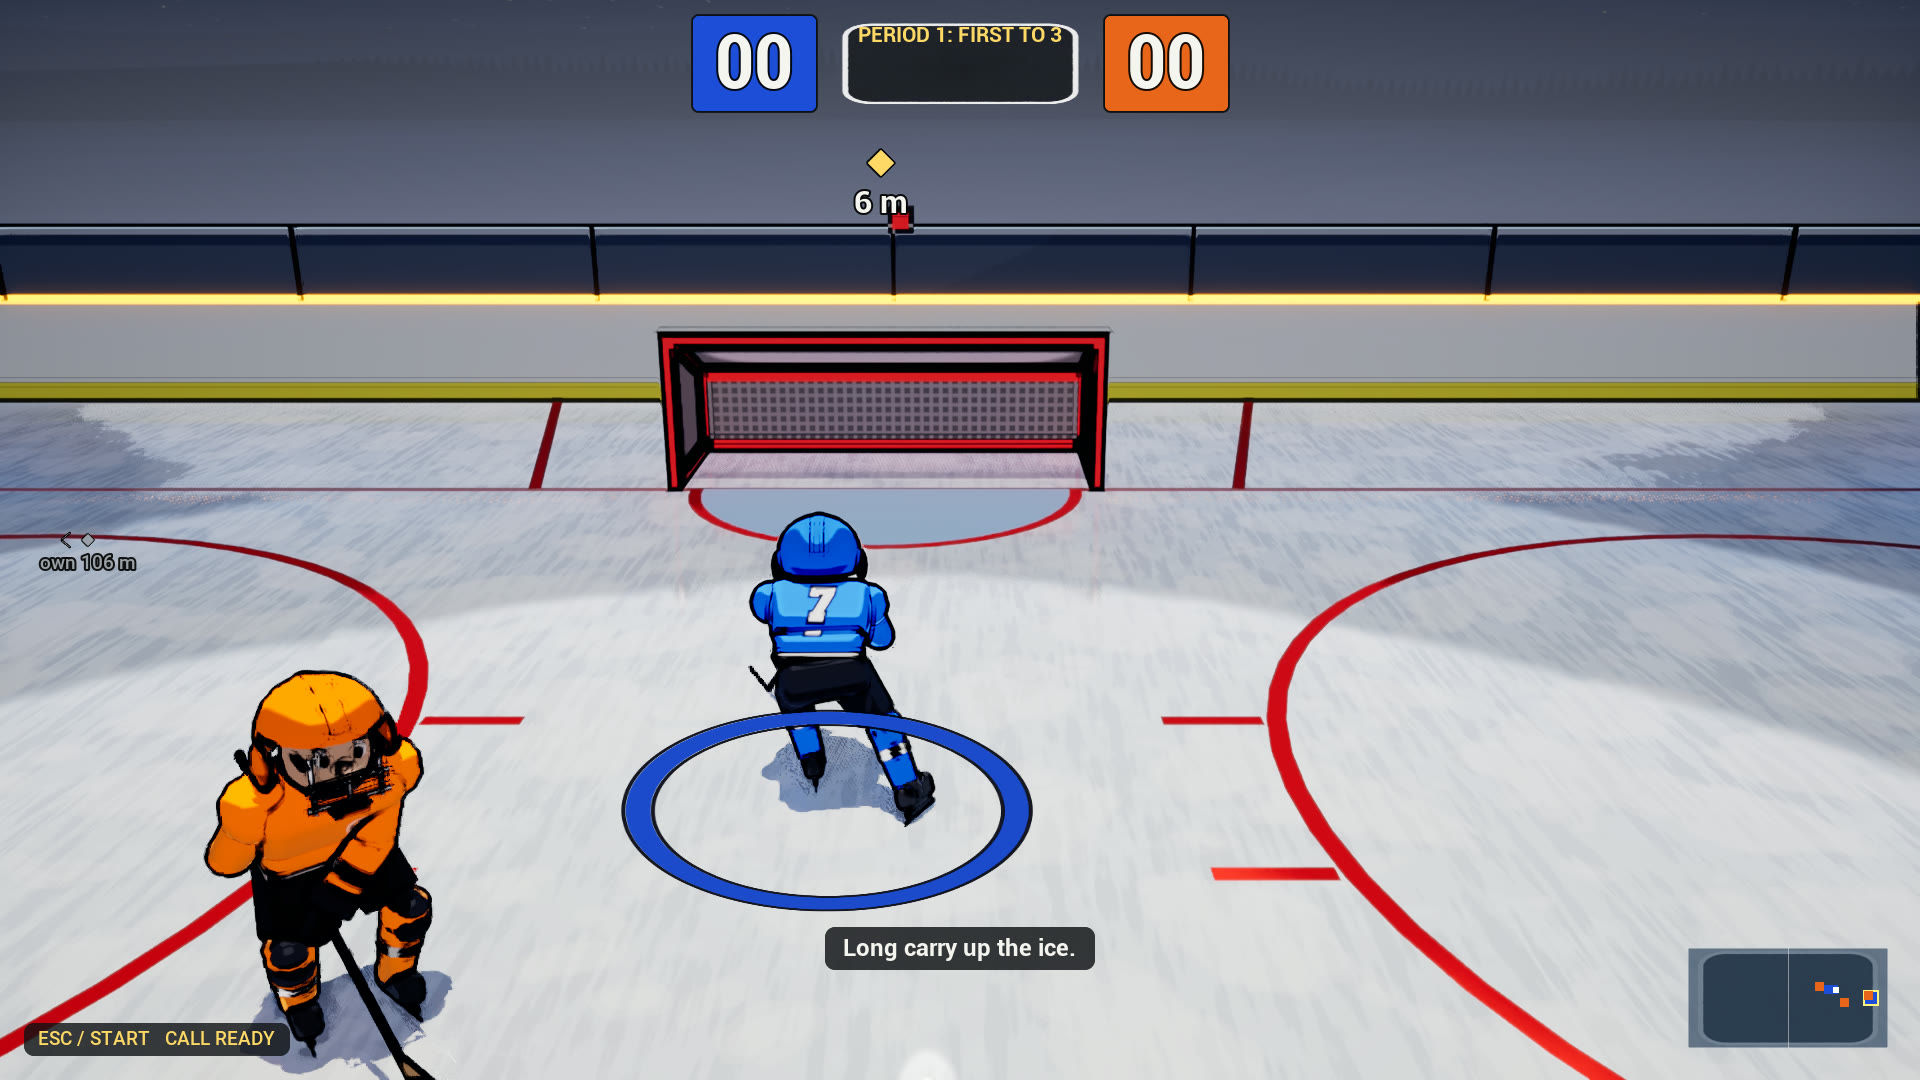 00
PERIOD 1: FIRST TO 3
00
6 m
own 106 m
7
Long carry up the ice.
ESC / START CALL READY